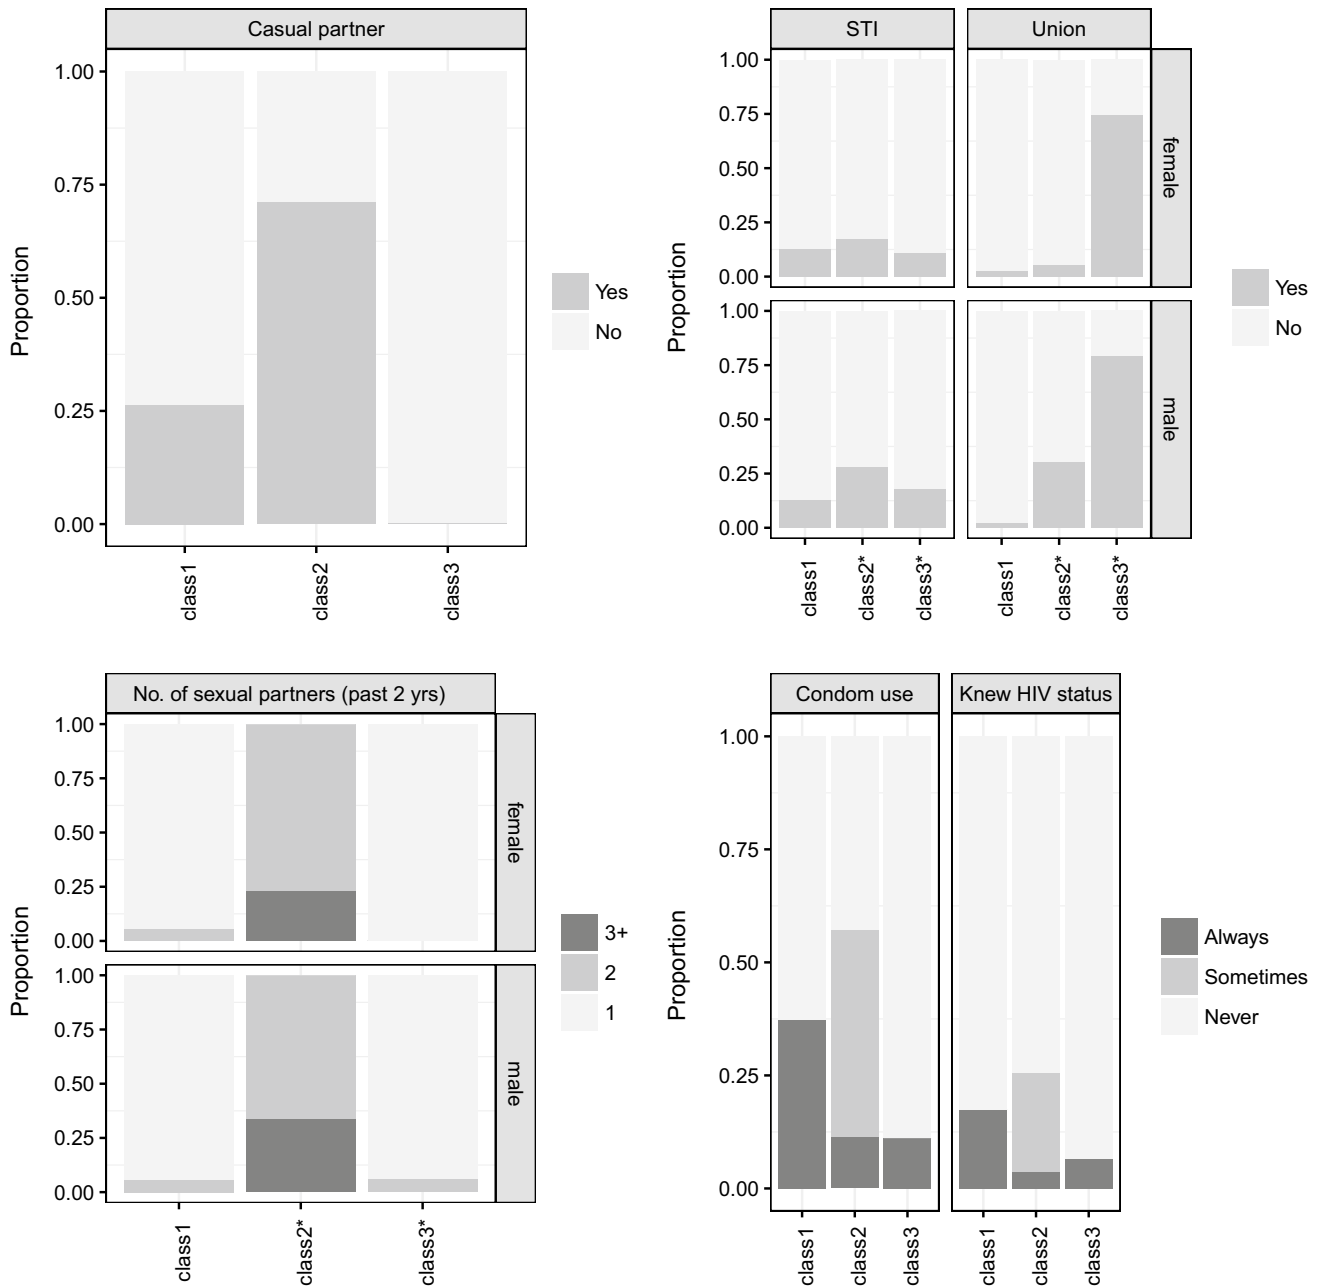 Casual partner
Proportion
1.00
0.75
0.50
0.25
0.00
class1
class2
class3
Yes
No
STI
Union
Proportion
1.00
0.75
0.50
0.25
0.00
female
1.00
0.75
0.50
0.25
0.00
male
class1
class2*
class3*
class1
class2*
class3*
Yes
No
No. of sexual partners (past 2 yrs)
Proportion
1.00
0.75
0.50
0.25
0.00
female
1.00
0.75
0.50
0.25
0.00
male
class1
class2*
class3*
3+
2
1
Condom use
Knew HIV status
Proportion
1.00
0.75
0.50
0.25
0.00
class1
class2
class3
class1
class2
class3
Always
Sometimes
Never